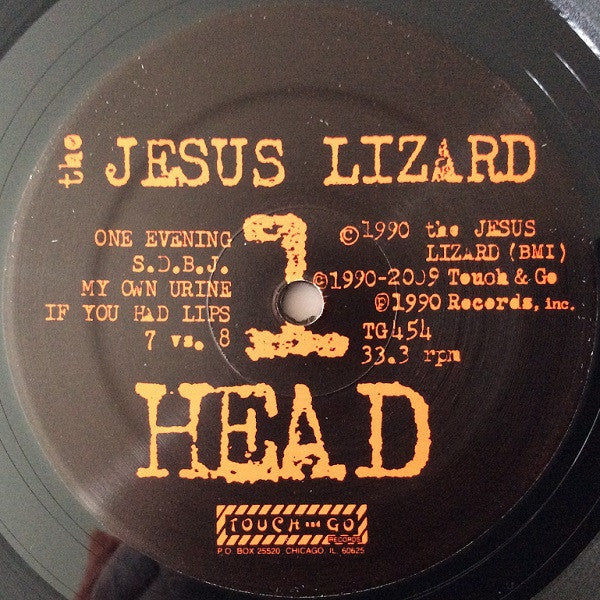 the JESUS LIZARD
ONE EVENING
S.D.B.J.
MY OWN URINE
IF YOU HAD LIPS
7 vs. 8
1
©1990 the JESUS
LIZARD (BMI)
©1990-2009 Touch & Go
℗1990 Records, inc.
TG454
33.3 rpm
HEAD
TOUCH and GO
RECORDS
P.O. BOX 25520, CHICAGO, IL. 60625